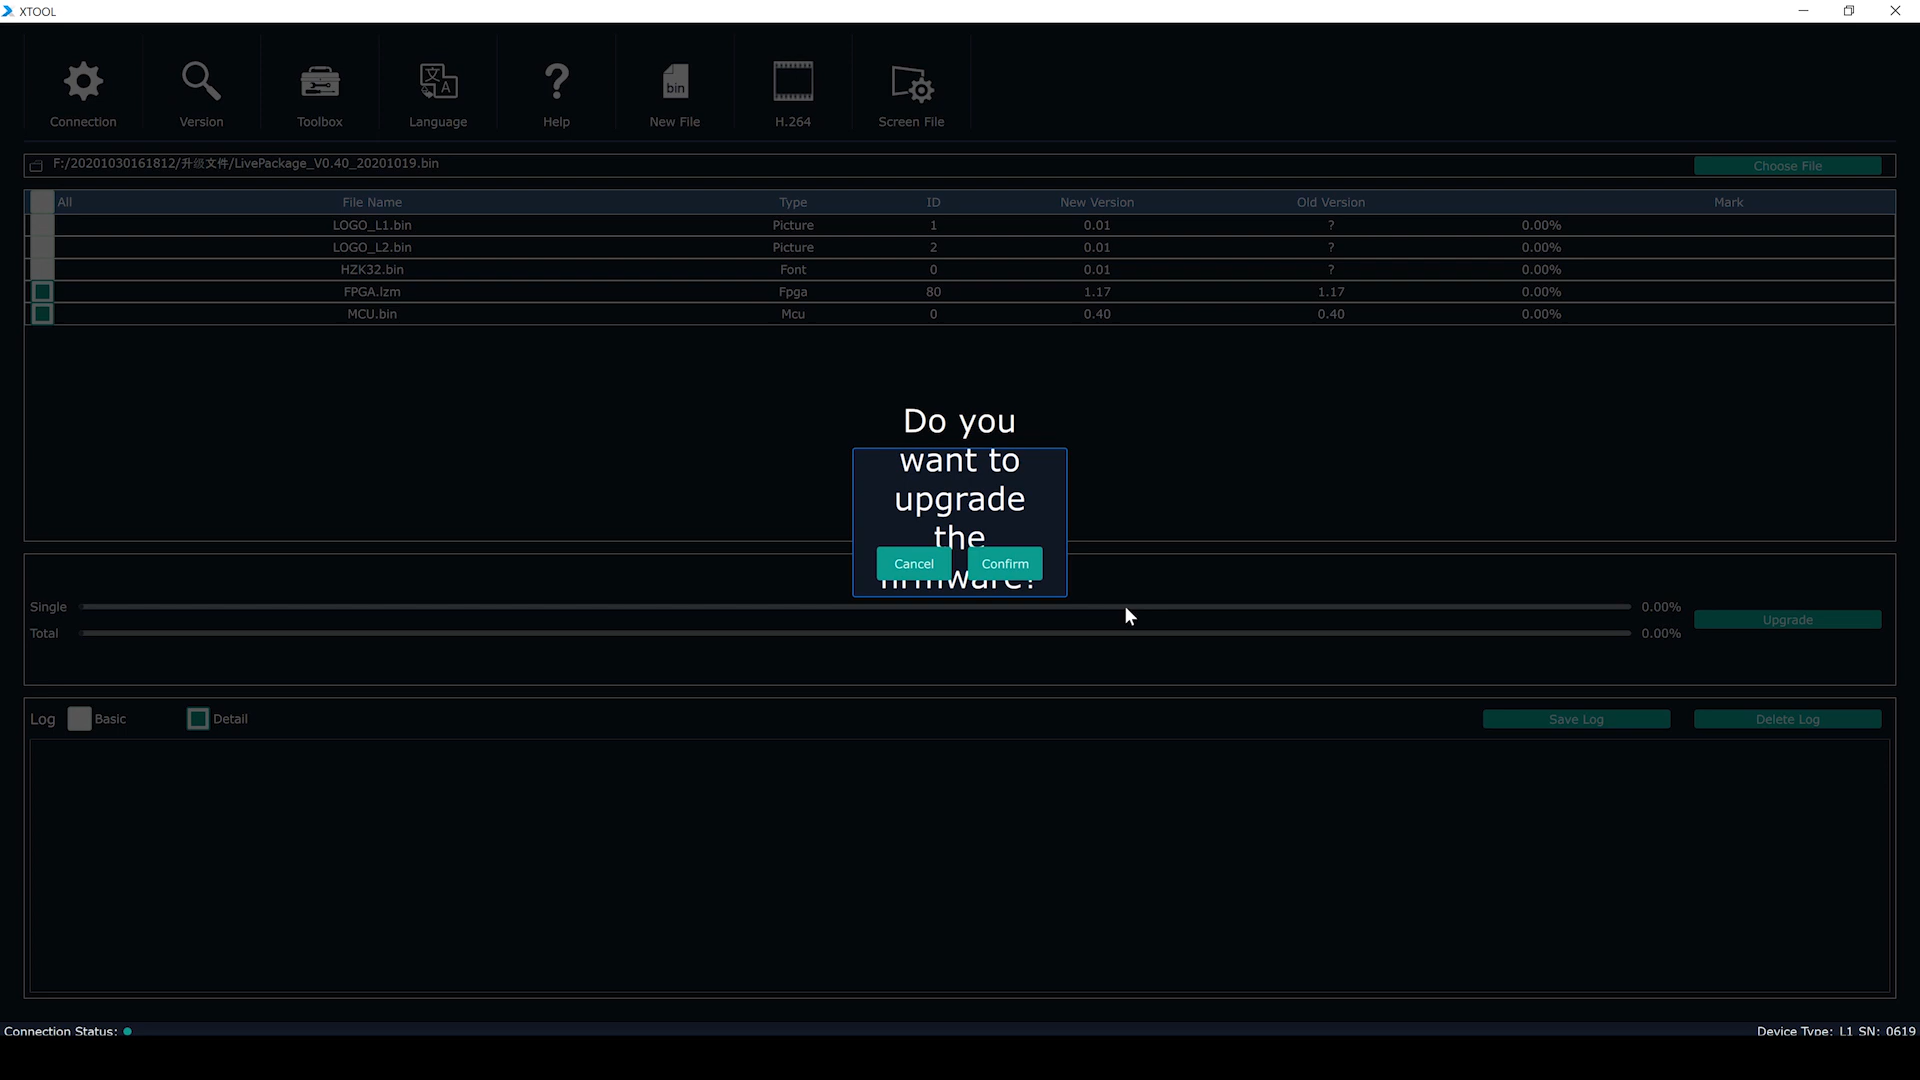 XTOOL
Connection
Version
Toolbox
文 A
Language
?
Help
bin
New File
H.264
Screen File
F:/20201030161812/升级文件/LivePackage_V0.40_20201019.bin
Choose File
All File Name Type ID New Version Old Version Mark
LOGO_L1.bin Picture 1 0.01 ? 0.00%
LOGO_L2.bin Picture 2 0.01 ? 0.00%
HZK32.bin Font 0 0.01 ? 0.00%
FPGA.lzm Fpga 80 1.17 1.17 0.00%
MCU.bin Mcu 0 0.40 0.40 0.00%
Do you
want to
upgrade
the
firmware?
Cancel Confirm
Single 0.00%
Total 0.00%
Upgrade
Log Basic Detail Save Log Delete Log
Connection Status: Device Type: L1 SN: 0619